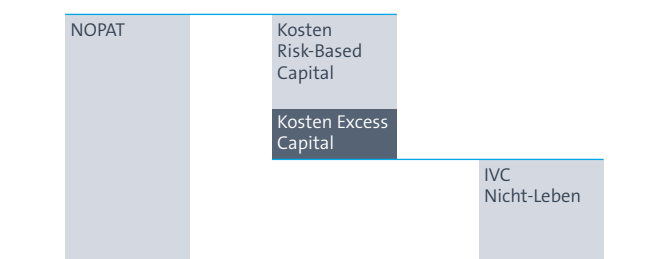 NOPAT
Kosten
Risk-Based
Capital
Kosten Excess
Capital
IVC
Nicht-Leben